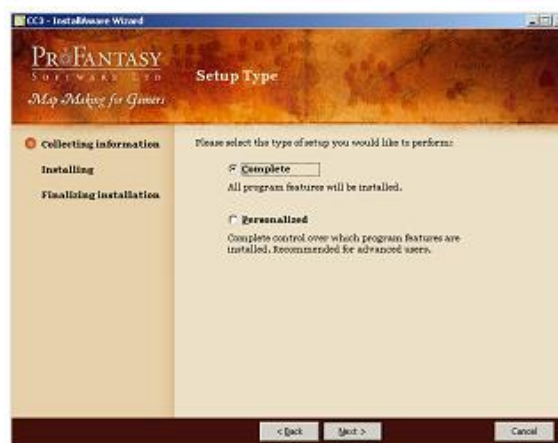 CC3 - InstallAware Wizard
PROFANTASY
SOFTWARE LTD
Map Making for Gamers
Setup Type
Collecting information
Installing
Finalizing installation
Please select the type of setup you would like to perform:
Complete
All program features will be installed.
Personalized
Complete control over which program features are
installed. Recommended for advanced users.
< Back
Next >
Cancel